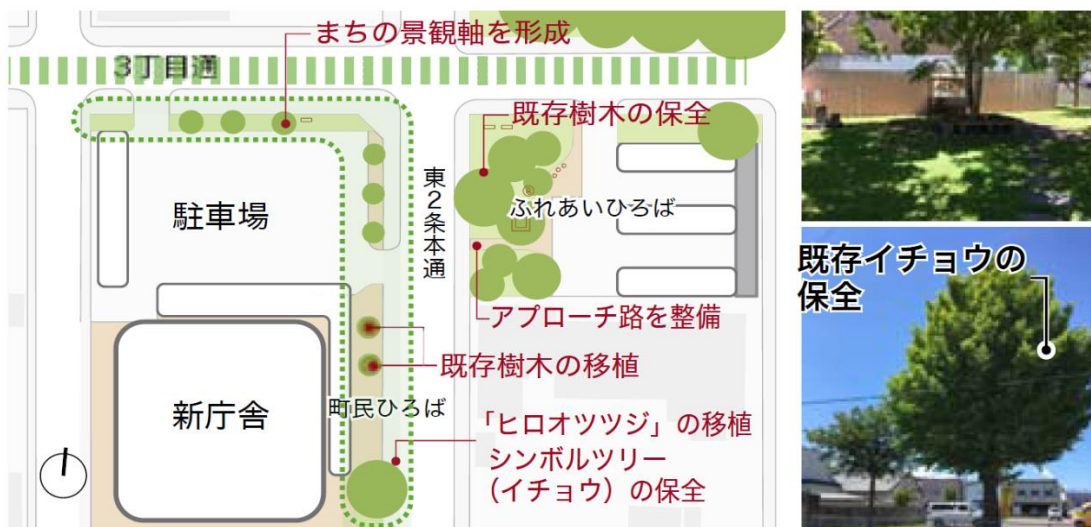 まちの景観軸を形成
3丁目通
既存樹木の保全
東2条本通
ふれあいひろば
駐車場
アプローチ路を整備
既存樹木の移植
新庁舎
町民ひろば
「ヒロオツツジ」の移植
シンボルツリー
（イチョウ）の保全
既存イチョウの
保全